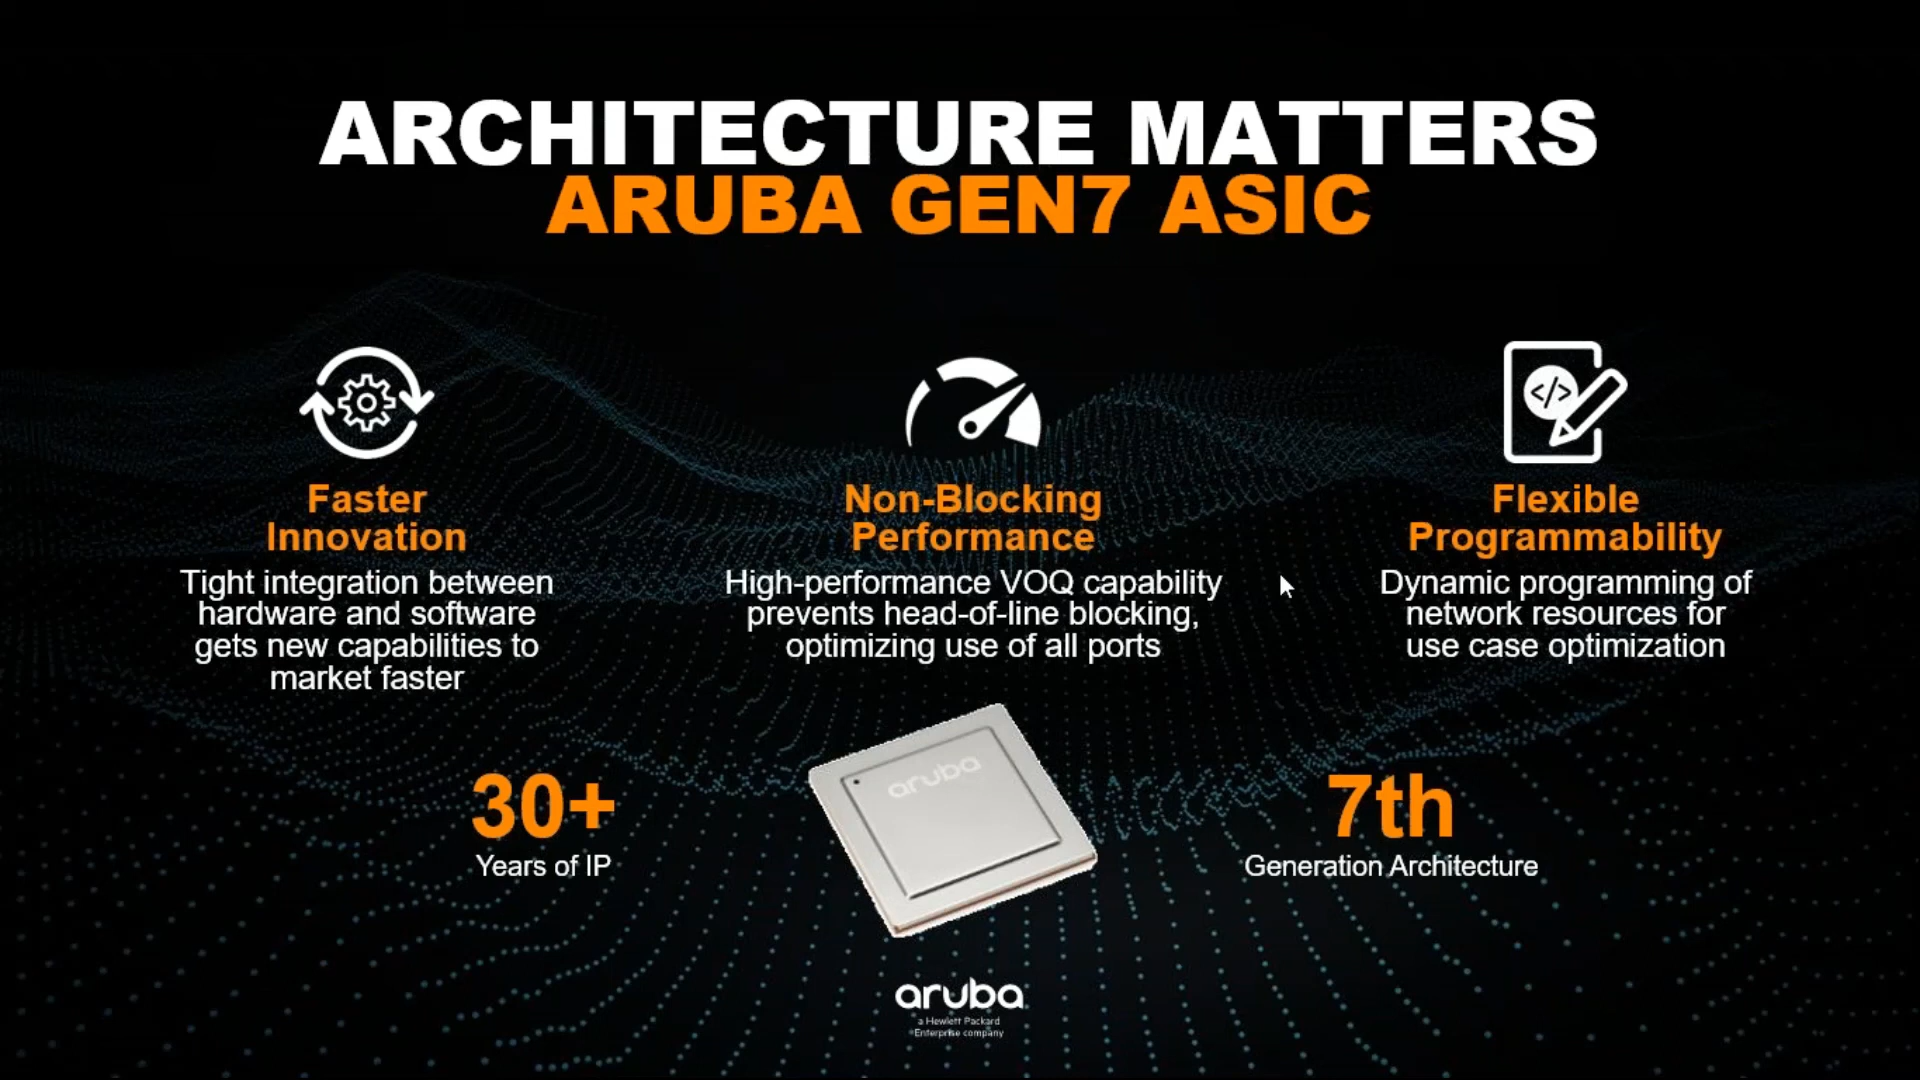 ARCHITECTURE MATTERS
ARUBA GEN7 ASIC
</>
Faster
Innovation
Tight integration between
hardware and software
gets new capabilities to
market faster
Non-Blocking
Performance
High-performance VOQ capability
prevents head-of-line blocking,
optimizing use of all ports
Flexible
Programmability
Dynamic programming of
network resources for
use case optimization
30+
Years of IP
aruba
7th
Generation Architecture
aruba
a Hewlett Packard
Enterprise company